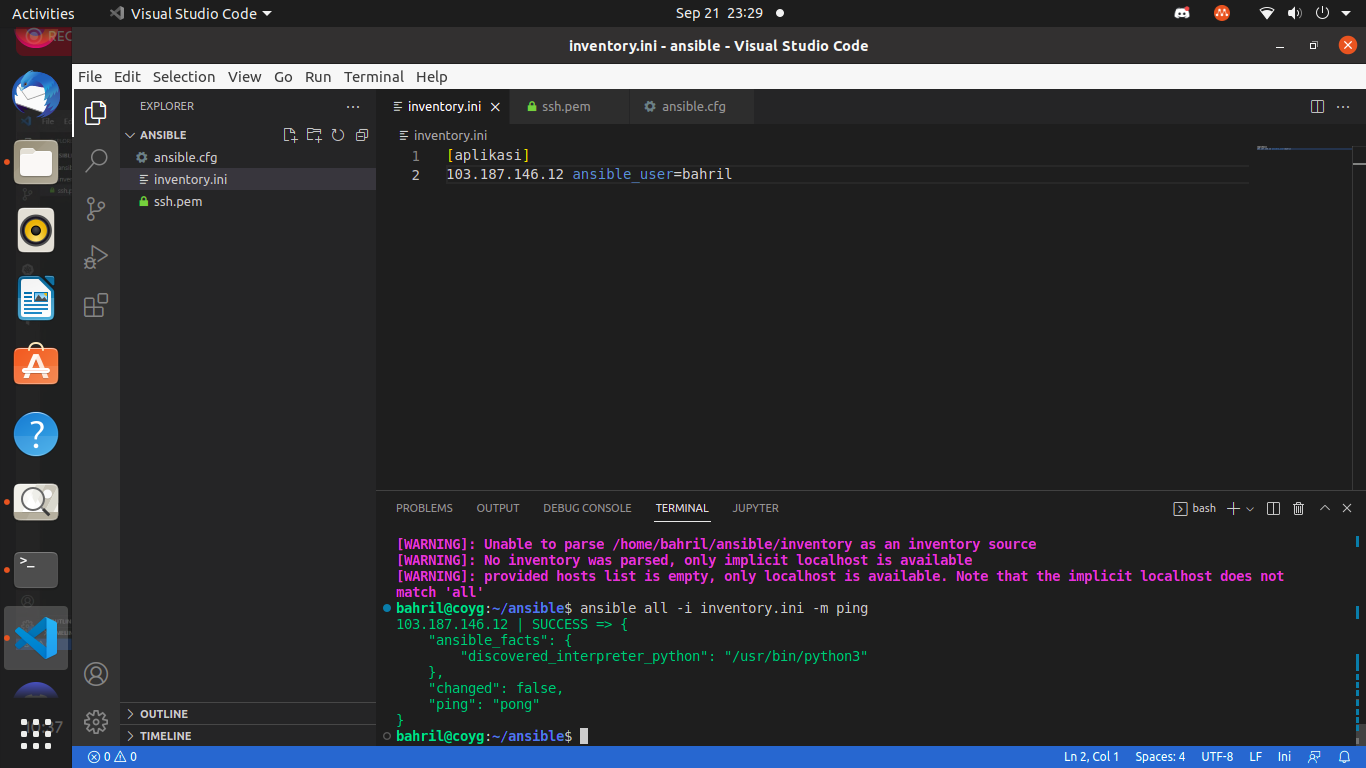 Activities
Visual Studio Code
Sep 21 23:29
REC
inventory.ini - ansible - Visual Studio Code
File Edit Selection View Go Run Terminal Help
EXPLORER
inventory.ini
ssh.pem
ansible.cfg
ANSIBLE
ansible.cfg
inventory.ini
ssh.pem
inventory.ini
1 [aplikasi]
2 103.187.146.12 ansible_user=bahril
PROBLEMS OUTPUT DEBUG CONSOLE TERMINAL JUPYTER
bash
[WARNING]: Unable to parse /home/bahril/ansible/inventory as an inventory source
[WARNING]: No inventory was parsed, only implicit localhost is available
[WARNING]: provided hosts list is empty, only localhost is available. Note that the implicit localhost does not
match 'all'
bahril@coyg:~/ansible$ ansible all -i inventory.ini -m ping
103.187.146.12 | SUCCESS => {
    "ansible_facts": {
        "discovered_interpreter_python": "/usr/bin/python3"
    },
    "changed": false,
    "ping": "pong"
}
bahril@coyg:~/ansible$
OUTLINE
TIMELINE
0 0
Ln 2, Col 1 Spaces: 4 UTF-8 LF Ini